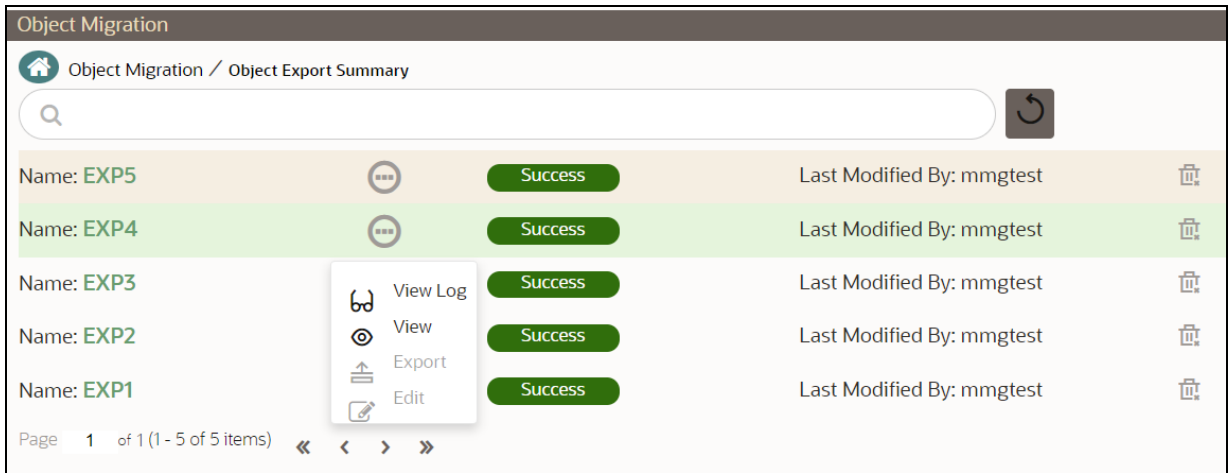 Object Migration
Object Migration / Object Export Summary
Name: EXP5 Success Last Modified By: mmgtest
Name: EXP4 Success Last Modified By: mmgtest
Name: EXP3 Success Last Modified By: mmgtest
View Log
Name: EXP2 Success Last Modified By: mmgtest
View
Export
Name: EXP1 Success Last Modified By: mmgtest
Edit
Page 1 of 1 (1 - 5 of 5 items) « ‹ › »